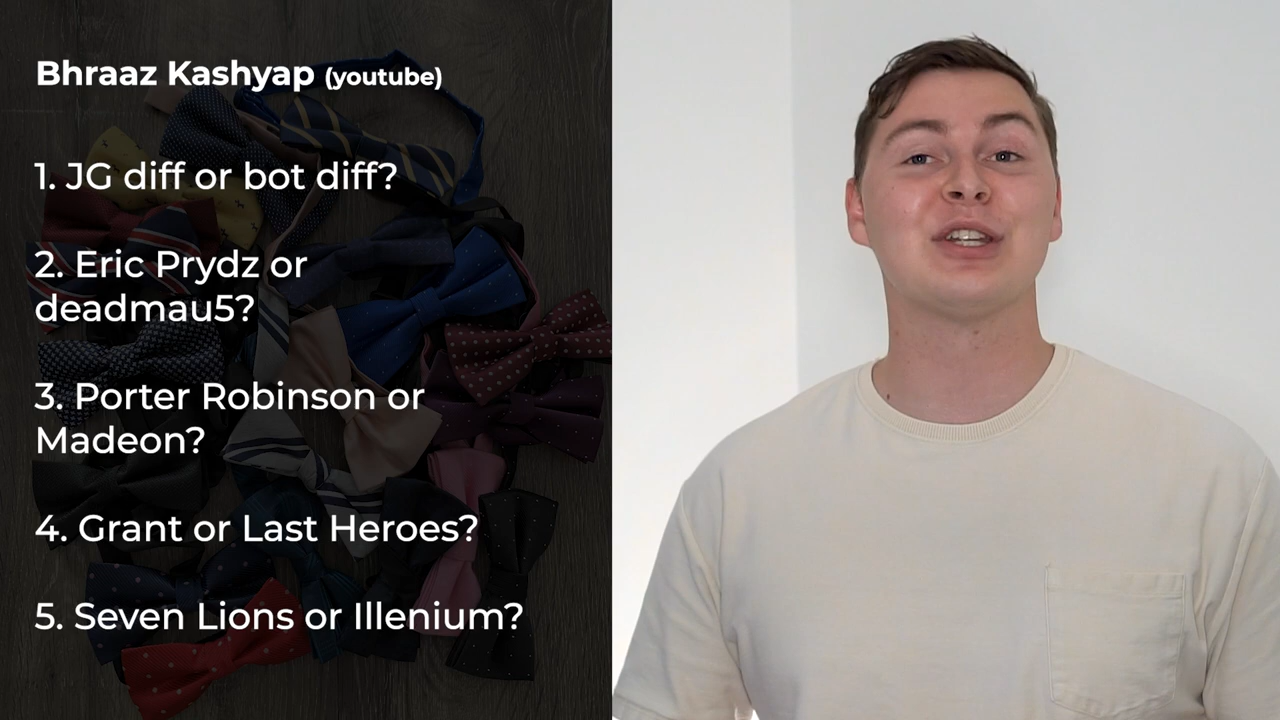 Bhraaz Kashyap (youtube)
1. JG diff or bot diff?
2. Eric Prydz or
deadmau5?
3. Porter Robinson or
Madeon?
4. Grant or Last Heroes?
5. Seven Lions or Illenium?